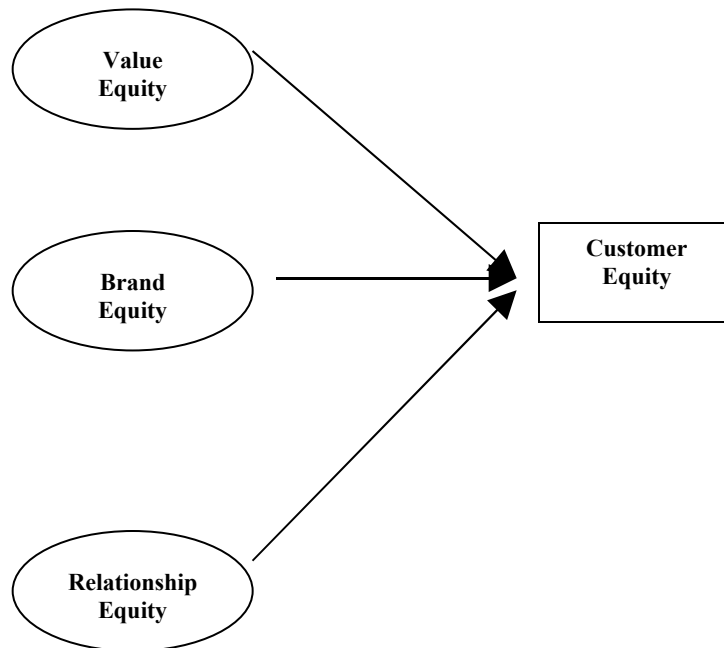 Value
Equity
Brand
Equity
Customer
Equity
Relationship
Equity